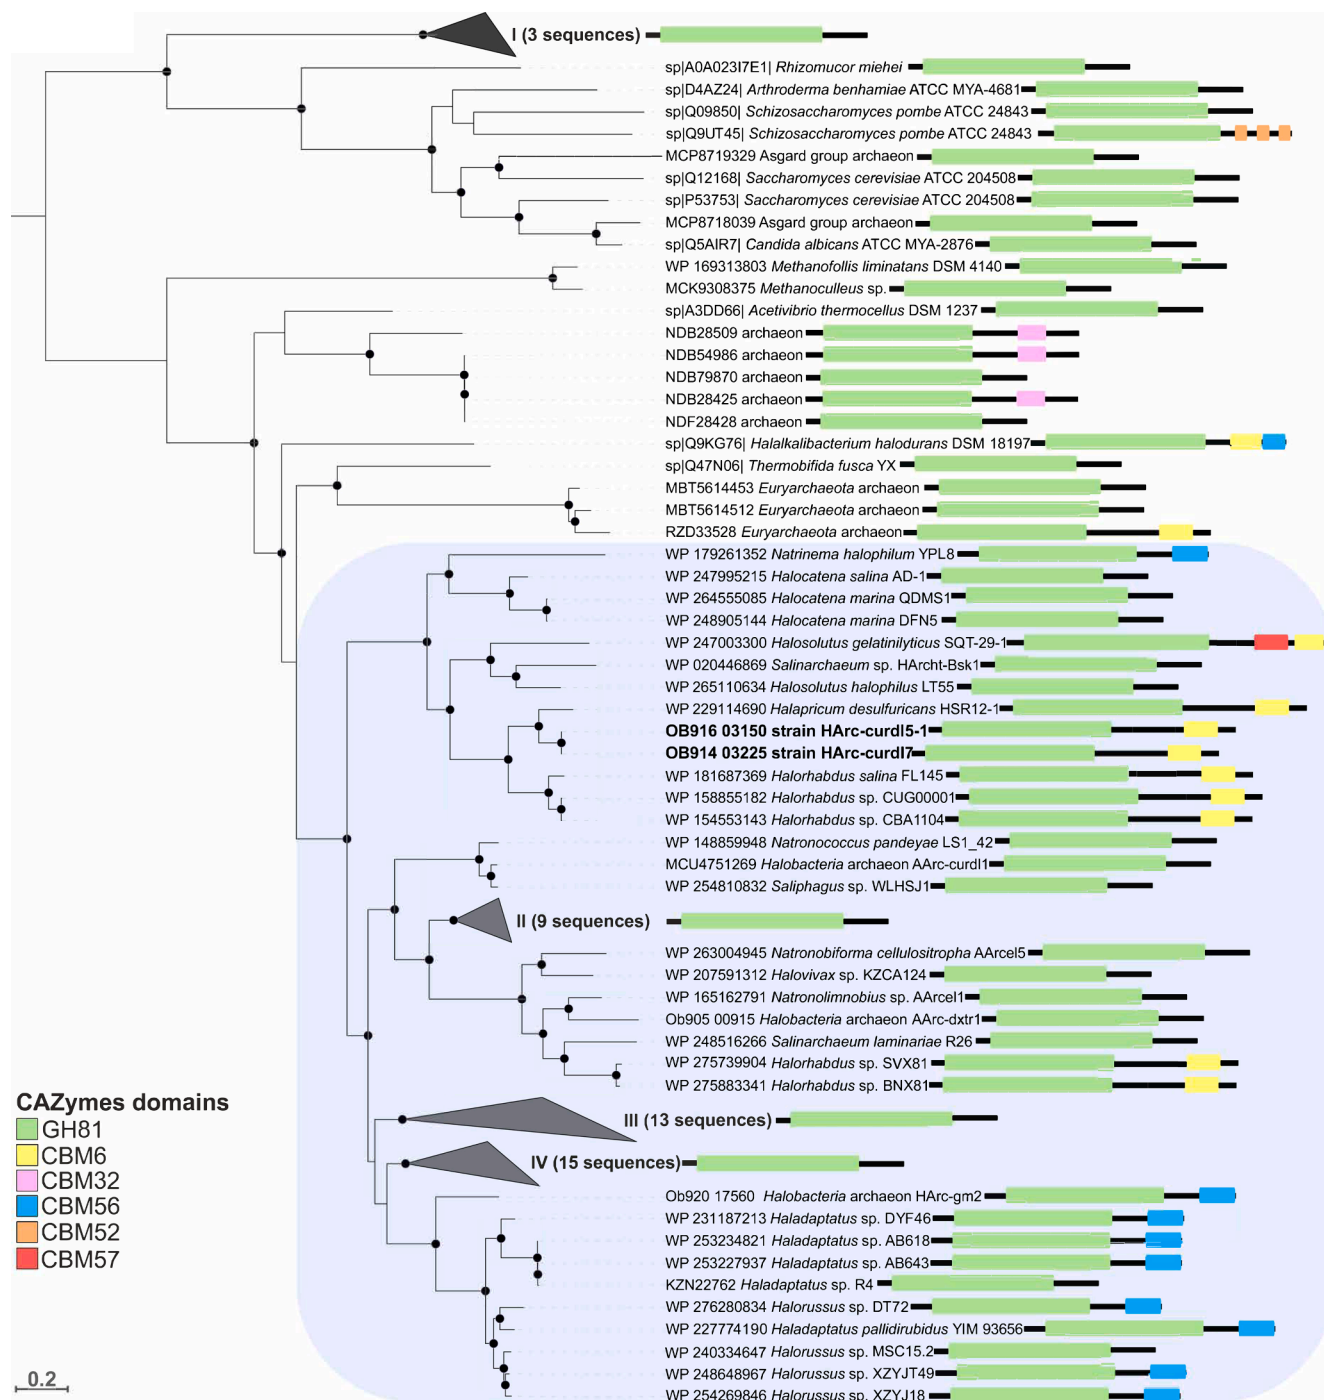 I (3 sequences)
sp|A0A023I7E1| Rhizomucor miehei
sp|D4AZ24| Arthroderma benhamiae ATCC MYA-4681
sp|Q09850| Schizosaccharomyces pombe ATCC 24843
sp|Q9UT45| Schizosaccharomyces pombe ATCC 24843
MCP8719329 Asgard group archaeon
sp|Q12168| Saccharomyces cerevisiae ATCC 204508
sp|P53753| Saccharomyces cerevisiae ATCC 204508
MCP8718039 Asgard group archaeon
sp|Q5AIR7| Candida albicans ATCC MYA-2876
WP 169313803 Methanofollis liminatans DSM 4140
MCK9308375 Methanoculleus sp.
sp|A3DD66| Acetivibrio thermocellus DSM 1237
NDB28509 archaeon
NDB54986 archaeon
NDB79870 archaeon
NDB28425 archaeon
NDF28428 archaeon
sp|Q9KG76| Halalkalibacterium halodurans DSM 18197
sp|Q47N06| Thermobifida fusca YX
MBT5614453 Euryarchaeota archaeon
MBT5614512 Euryarchaeota archaeon
RZD33528 Euryarchaeota archaeon
WP 179261352 Natrinema halophilum YPL8
WP 247995215 Halocatena salina AD-1
WP 264555085 Halocatena marina QDMS1
WP 248905144 Halocatena marina DFN5
WP 247003300 Halosolutus gelatinilyticus SQT-29-1
WP 020446869 Salinarchaeum sp. HArcht-Bsk1
WP 265110634 Halosolutus halophilus LT55
WP 229114690 Halapricum desulfuricans HSR12-1
OB916 03150 strain HArc-curdl5-1
OB914 03225 strain HArc-curdl7
WP 181687369 Halorhabdus salina FL145
WP 158855182 Halorhabdus sp. CUG00001
WP 154553143 Halorhabdus sp. CBA1104
WP 148859948 Natronococcus pandeyae LS1_42
MCU4751269 Halobacteria archaeon AArc-curdl1
WP 254810832 Saliphagus sp. WLHSJ1
II (9 sequences)
WP 263004945 Natronobiforma cellulositropha AArcel5
WP 207591312 Halovivax sp. KZCA124
WP 165162791 Natronolimnobius sp. AArcel1
Ob905 00915 Halobacteria archaeon AArc-dxtr1
WP 248516266 Salinarchaeum laminariae R26
WP 275739904 Halorhabdus sp. SVX81
WP 275883341 Halorhabdus sp. BNX81
III (13 sequences)
IV (15 sequences)
Ob920 17560 Halobacteria archaeon HArc-gm2
WP 231187213 Haladaptatus sp. DYF46
WP 253234821 Haladaptatus sp. AB618
WP 253227937 Haladaptatus sp. AB643
KZN22762 Haladaptatus sp. R4
WP 276280834 Halorussus sp. DT72
WP 227774190 Haladaptatus pallidirubidus YIM 93656
WP 240334647 Halorussus sp. MSC15.2
WP 248648967 Halorussus sp. XZYJT49
WP 254269846 Halorussus sp. XZYJ18
CAZymes domains
GH81
CBM6
CBM32
CBM56
CBM52
CBM57
0.2